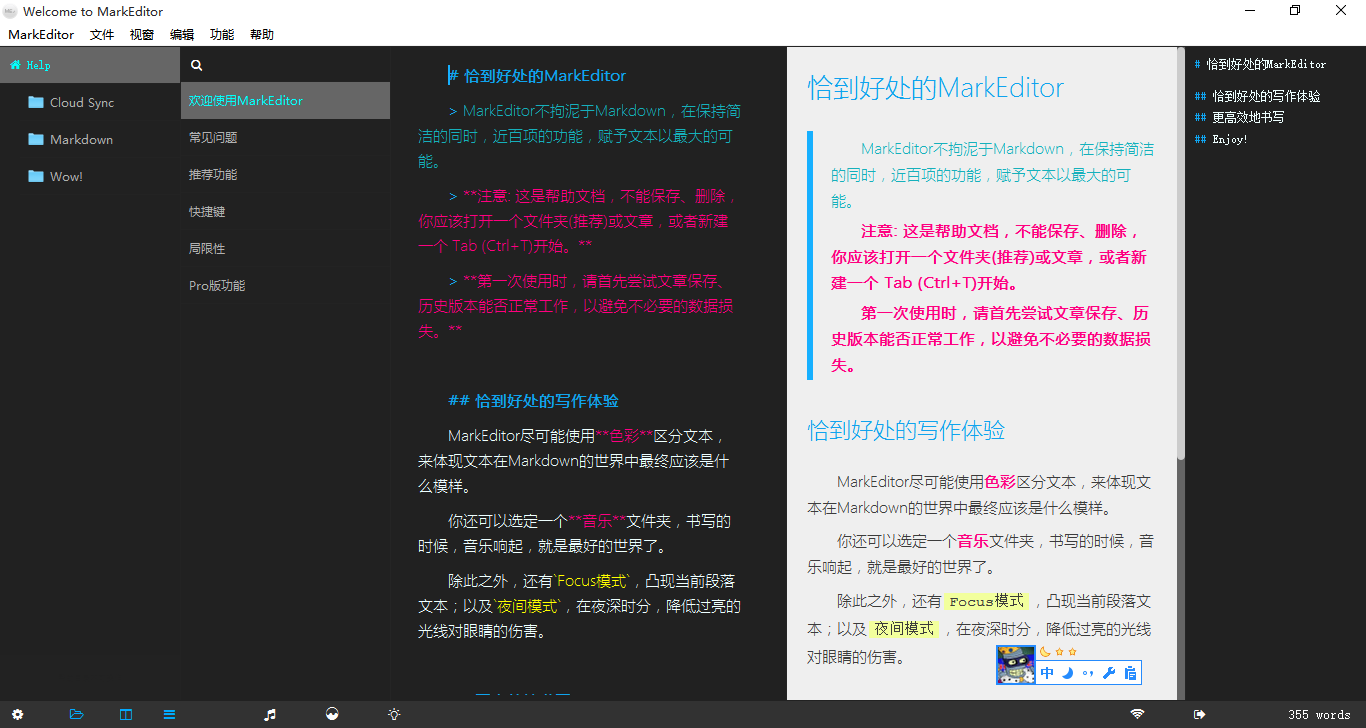 Welcome to MarkEditor
MarkEditor 文件 视窗 编辑 功能 帮助
Help
Cloud Sync
Markdown
Wow!
欢迎使用MarkEditor
常见问题
推荐功能
快捷键
局限性
Pro版功能
# 恰到好处的MarkEditor
> MarkEditor不拘泥于Markdown，在保持简
洁的同时，近百项的功能，赋予文本以最大的可
能。
> **注意: 这是帮助文档，不能保存、删除，
你应该打开一个文件夹(推荐)或文章，或者新建
一个 Tab (Ctrl+T)开始。**
> **第一次使用时，请首先尝试文章保存、
历史版本能否正常工作，以避免不必要的数据损
失。**
## 恰到好处的写作体验
MarkEditor尽可能使用**色彩**区分文本，
来体现文本在Markdown的世界中最终应该是什
么模样。
你还可以选定一个**音乐**文件夹，书写的
时候，音乐响起，就是最好的世界了。
除此之外，还有`Focus模式`，凸现当前段落
文本；以及`夜间模式`，在夜深时分，降低过亮的
光线对眼睛的伤害。
恰到好处的MarkEditor
MarkEditor不拘泥于Markdown，在保持简洁
的同时，近百项的功能，赋予文本以最大的可
能。
注意: 这是帮助文档，不能保存、删除，
你应该打开一个文件夹(推荐)或文章，或者新
建一个 Tab (Ctrl+T)开始。
第一次使用时，请首先尝试文章保存、历
史版本能否正常工作，以避免不必要的数据损
失。
恰到好处的写作体验
MarkEditor尽可能使用色彩区分文本，来体现文
本在Markdown的世界中最终应该是什么模样。
你还可以选定一个音乐文件夹，书写的时候，音
乐响起，就是最好的世界了。
除此之外，还有 Focus模式 ，凸现当前段落文
本；以及 夜间模式 ，在夜深时分，降低过亮的光线
对眼睛的伤害。
中
# 恰到好处的MarkEditor
## 恰到好处的写作体验
## 更高效地书写
## Enjoy!
355 words